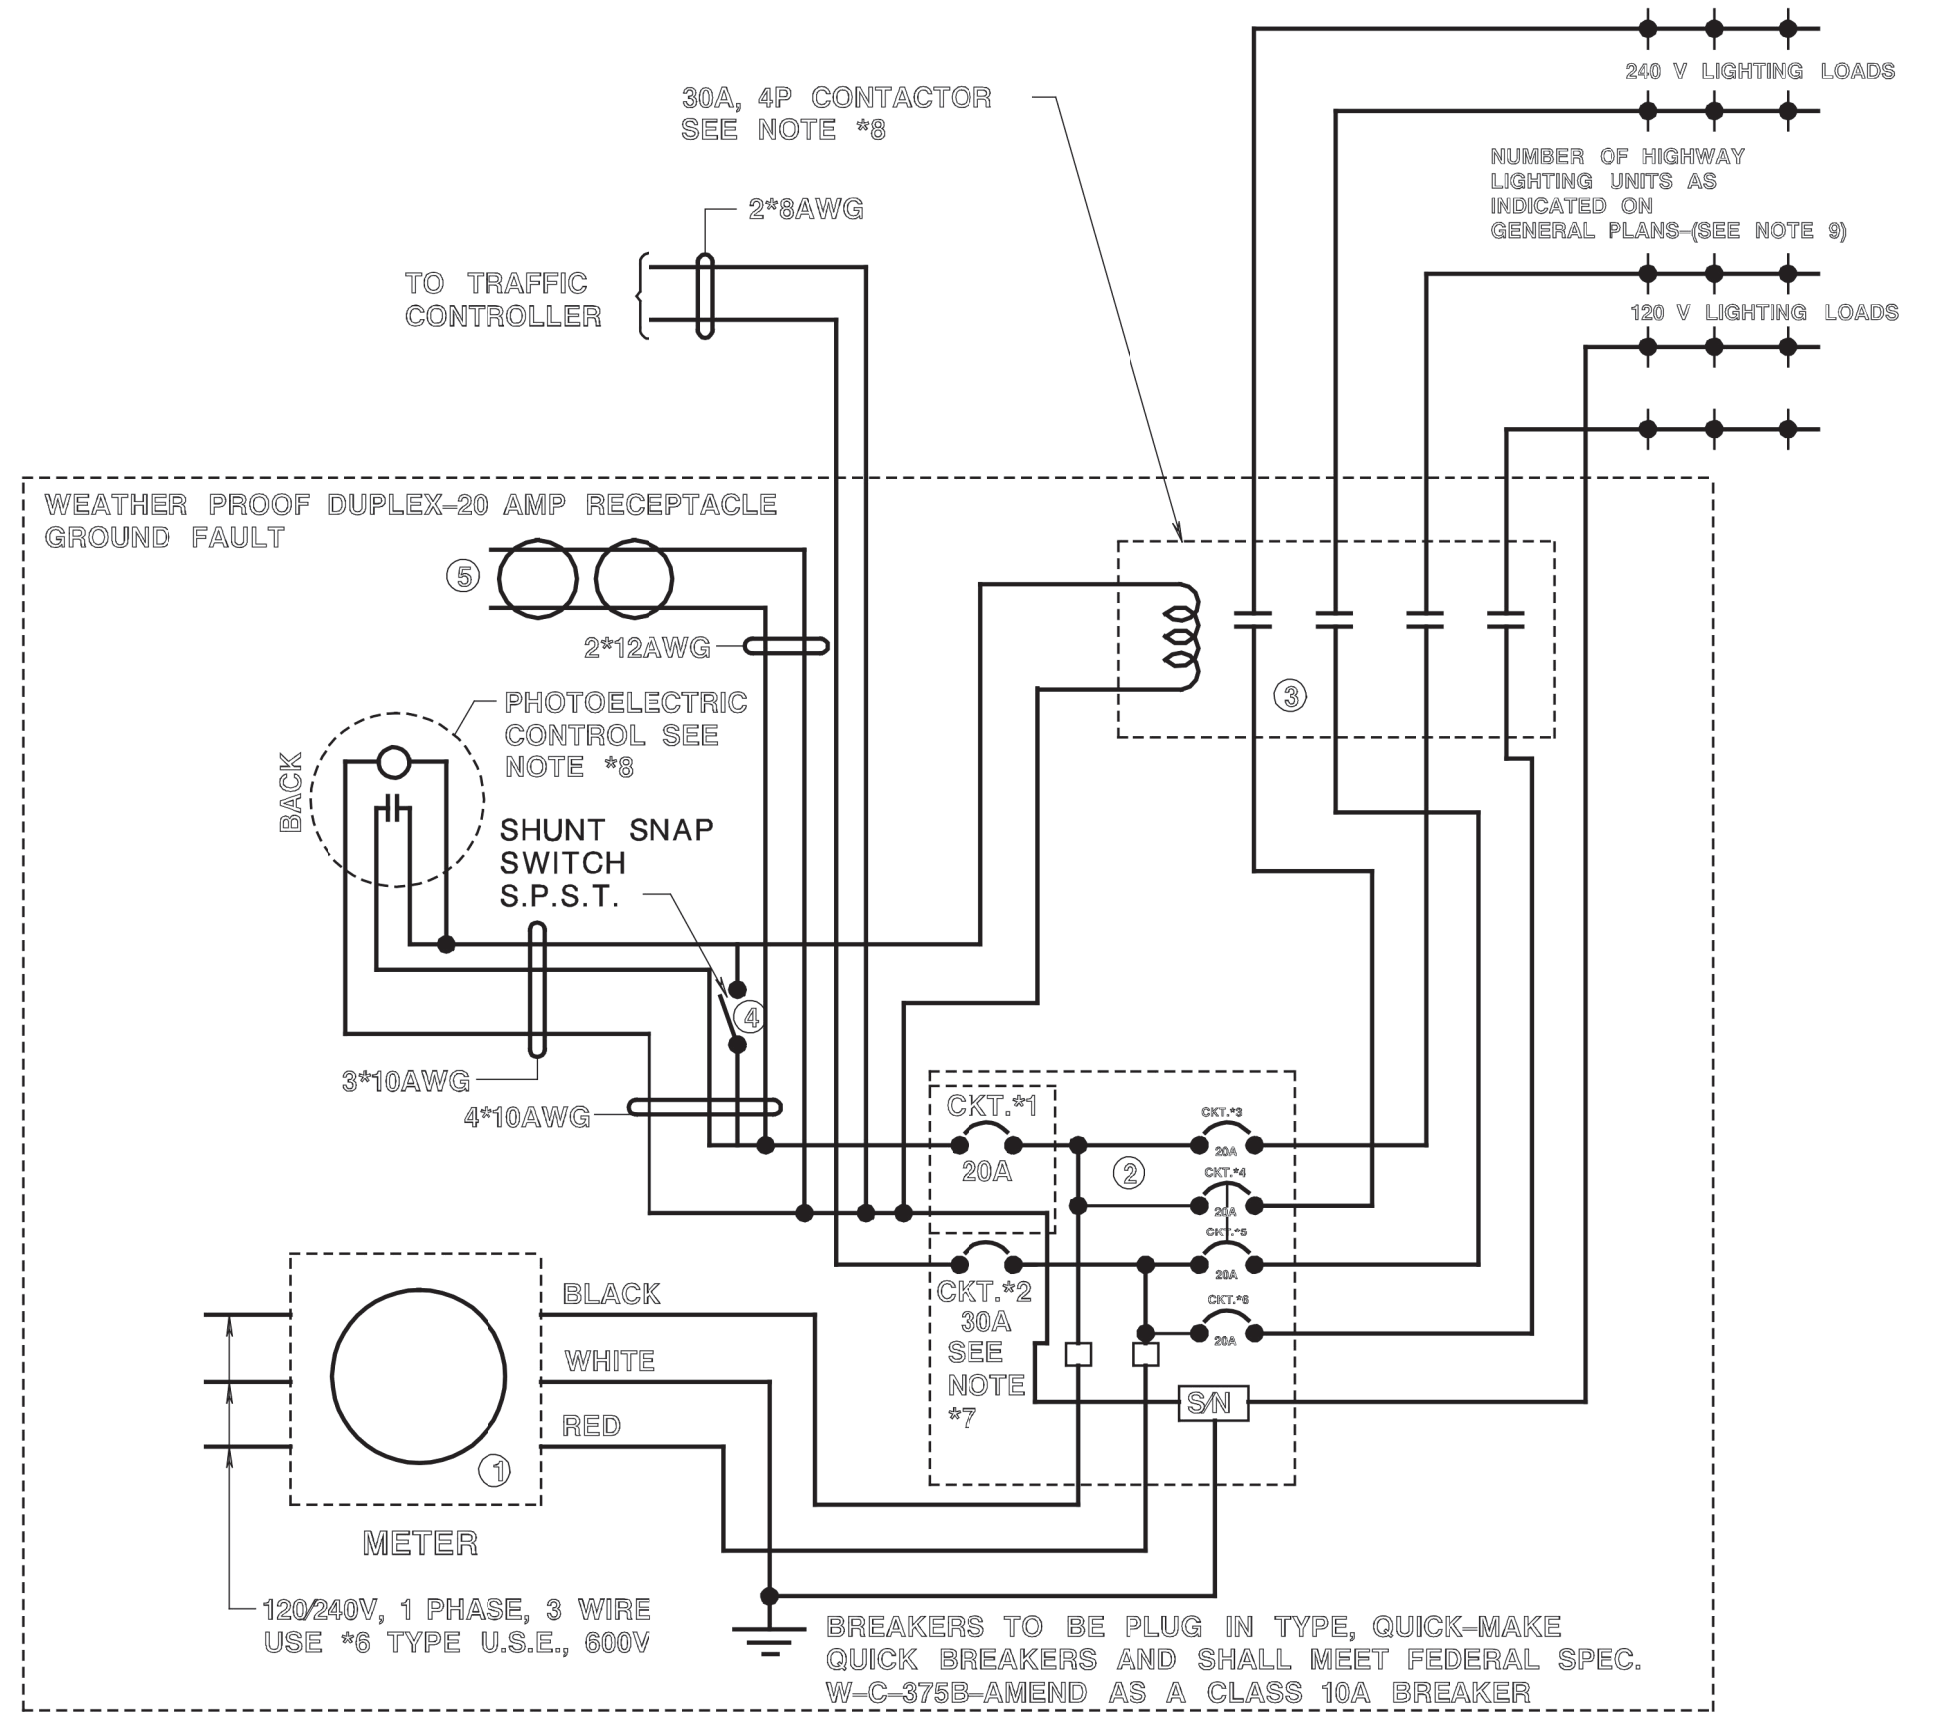 240 V LIGHTING LOADS
30A, 4P CONTACTOR
SEE NOTE *8
NUMBER OF HIGHWAY
LIGHTING UNITS AS
INDICATED ON
GENERAL PLANS-(SEE NOTE 9)
2*8AWG
TO TRAFFIC
CONTROLLER
120 V LIGHTING LOADS
WEATHER PROOF DUPLEX-20 AMP RECEPTACLE
GROUND FAULT
5
2*12AWG
3
PHOTOELECTRIC
CONTROL SEE
NOTE *8
BACK
SHUNT SNAP
SWITCH
S.P.S.T.
4
3*10AWG
4*10AWG
CKT.*1
20A
2
CKT.*3
20A
CKT.*4
20A
CKT.*5
20A
CKT.*6
20A
CKT.*2
30A
SEE
NOTE
*7
S/N
BLACK
WHITE
RED
1
METER
120/240V, 1 PHASE, 3 WIRE
USE *6 TYPE U.S.E., 600V
BREAKERS TO BE PLUG IN TYPE, QUICK-MAKE
QUICK BREAKERS AND SHALL MEET FEDERAL SPEC.
W-C-375B-AMEND AS A CLASS 10A BREAKER